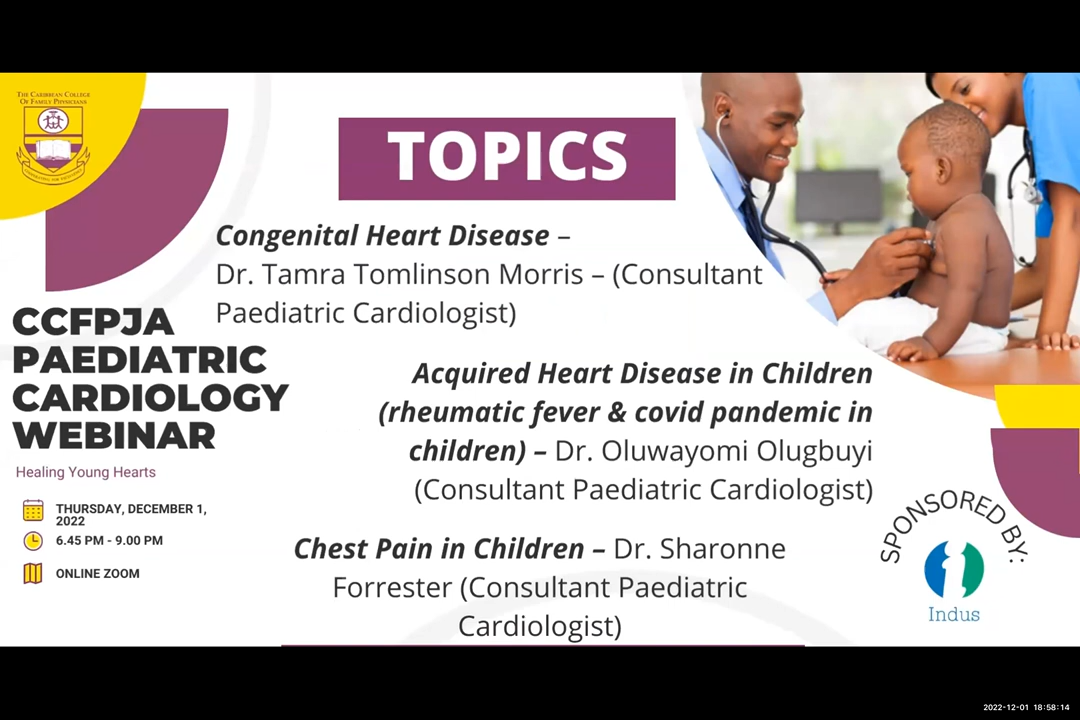 THE CARIBBEAN COLLEGE
OF FAMILY PHYSICIANS
TOPICS
Congenital Heart Disease –
Dr. Tamra Tomlinson Morris – (Consultant
Paediatric Cardiologist)
CCFPJA
PAEDIATRIC
CARDIOLOGY
WEBINAR
Healing Young Hearts
THURSDAY, DECEMBER 1,
2022
6.45 PM - 9.00 PM
ONLINE ZOOM
Acquired Heart Disease in Children
(rheumatic fever & covid pandemic in
children) – Dr. Oluwayomi Olugbuyi
(Consultant Paediatric Cardiologist)
Chest Pain in Children – Dr. Sharonne
Forrester (Consultant Paediatric
Cardiologist)
SPONSORED BY:
Indus
2022-12-01 18:58:14